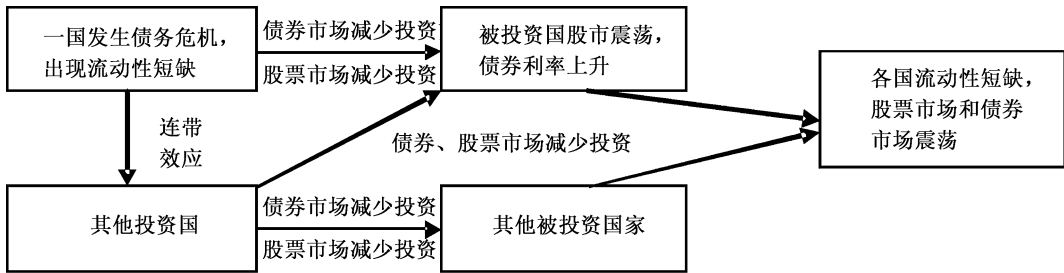 一国发生债务危机，
出现流动性短缺
债券市场减少投资
股票市场减少投资
被投资国股市震荡，
债券利率上升
各国流动性短缺，
股票市场和债券
市场震荡
连带
效应
债券、股票市场减少投资
其他投资国
债券市场减少投资
股票市场减少投资
其他被投资国家